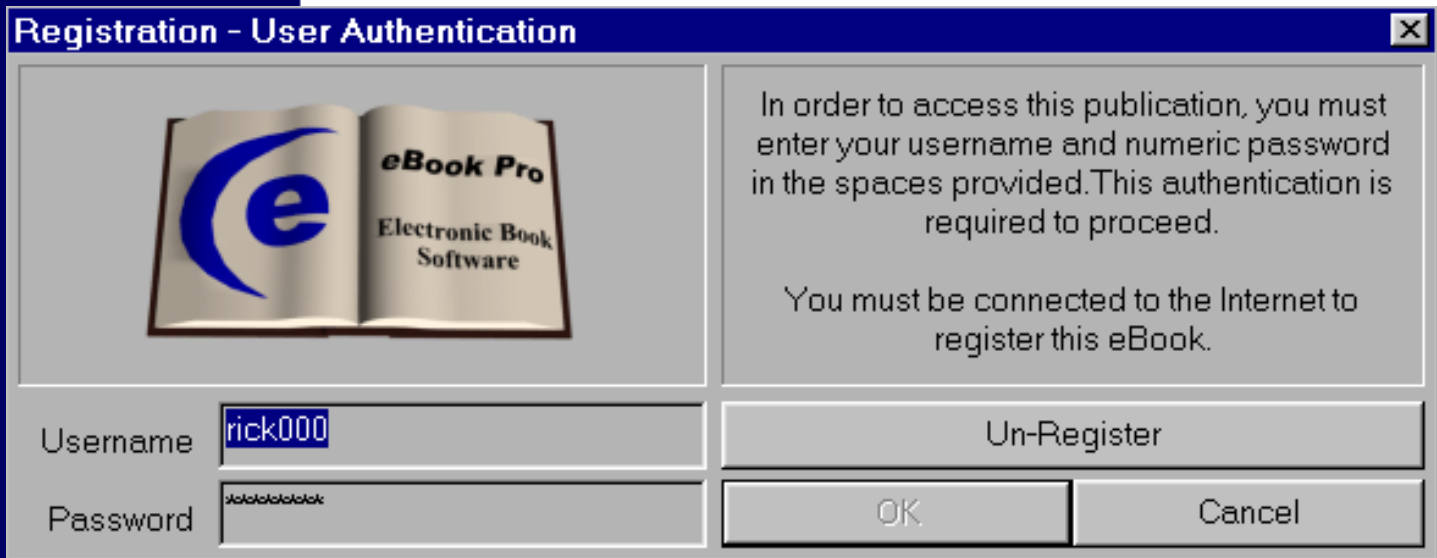 Registration - User Authentication
e
eBook Pro
Electronic Book
Software
In order to access this publication, you must
enter your username and numeric password
in the spaces provided.This authentication is
required to proceed.
You must be connected to the Internet to
register this eBook.
Username
rick000
Un-Register
Password
**********
OK
Cancel